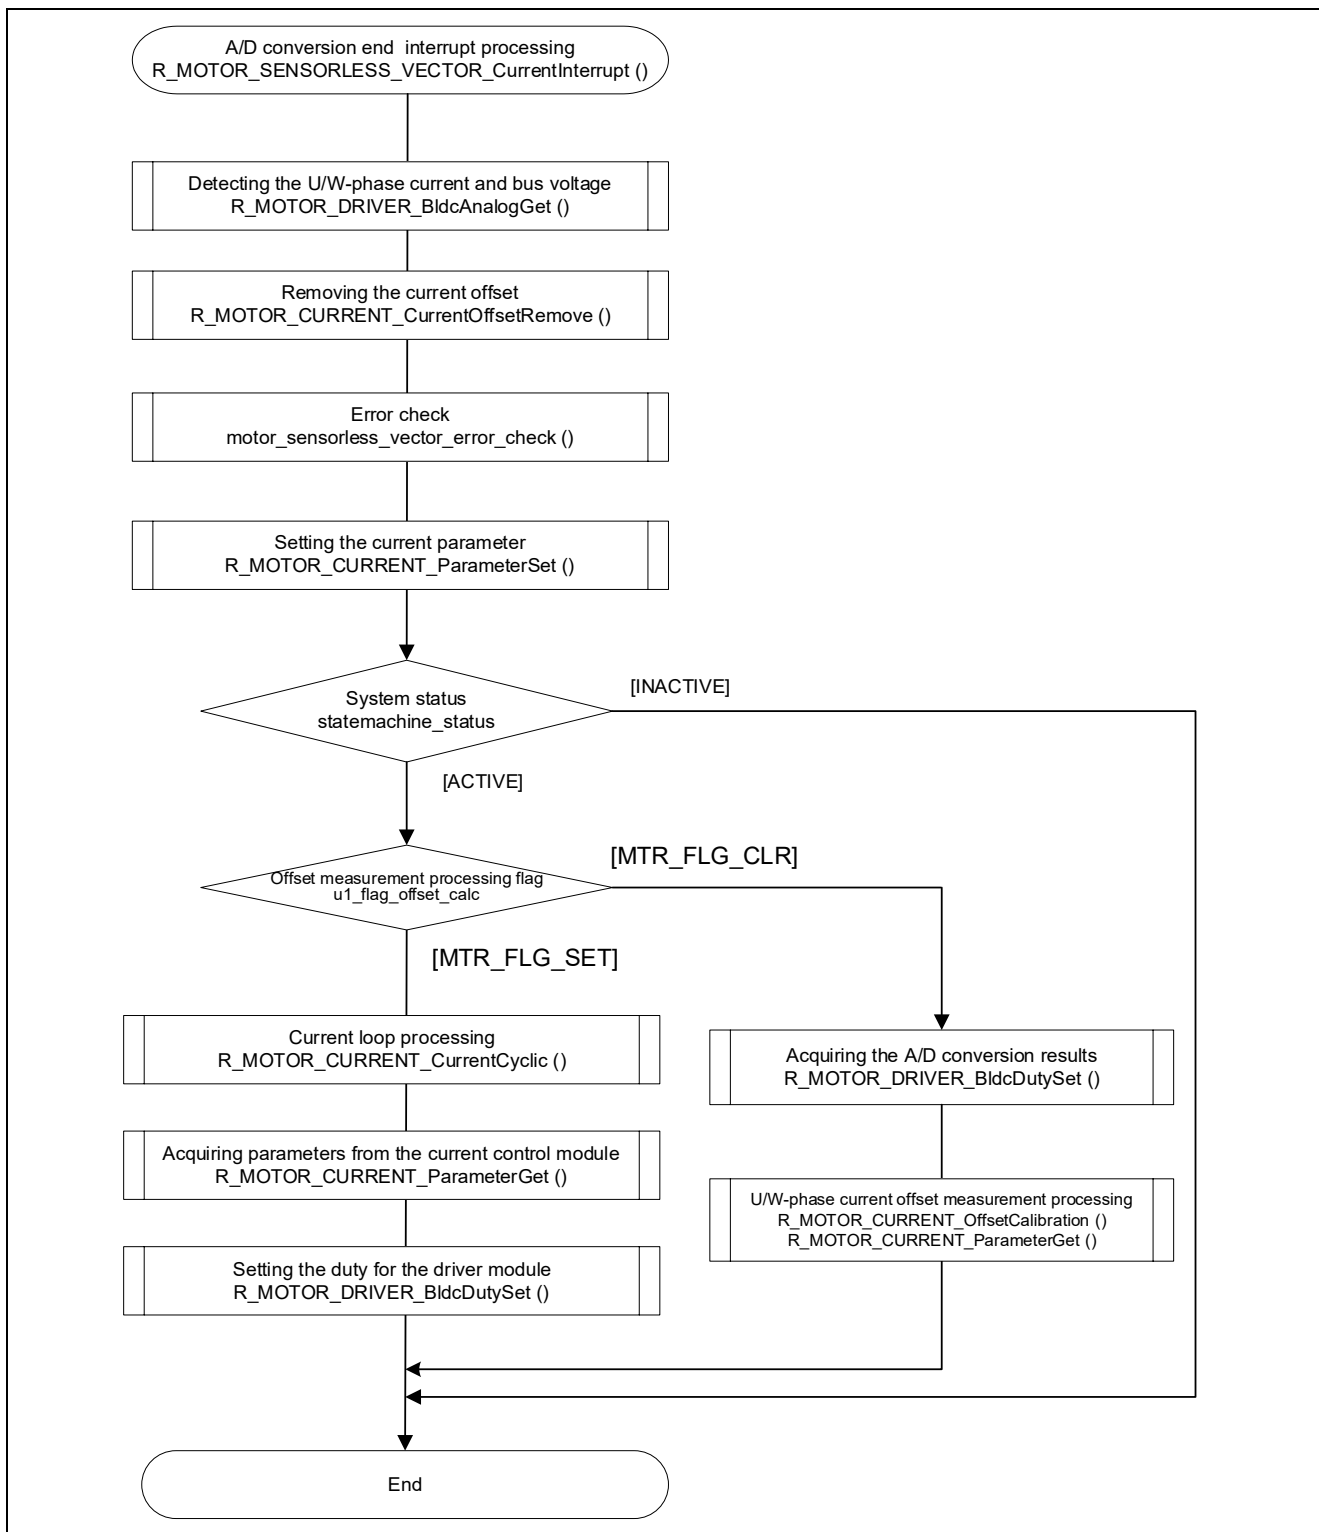 A/D conversion end  interrupt processing
R_MOTOR_SENSORLESS_VECTOR_CurrentInterrupt ()
Detecting the U/W-phase current and bus voltage
R_MOTOR_DRIVER_BldcAnalogGet ()
Removing the current offset
R_MOTOR_CURRENT_CurrentOffsetRemove ()
Error check
motor_sensorless_vector_error_check ()
Setting the current parameter
R_MOTOR_CURRENT_ParameterSet ()
System status
statemachine_status
[INACTIVE]
[ACTIVE]
Offset measurement processing flag
u1_flag_offset_calc
[MTR_FLG_CLR]
[MTR_FLG_SET]
Current loop processing
R_MOTOR_CURRENT_CurrentCyclic ()
Acquiring parameters from the current control module
R_MOTOR_CURRENT_ParameterGet ()
Setting the duty for the driver module
R_MOTOR_DRIVER_BldcDutySet ()
Acquiring the A/D conversion results
R_MOTOR_DRIVER_BldcDutySet ()
U/W-phase current offset measurement processing
R_MOTOR_CURRENT_OffsetCalibration ()
R_MOTOR_CURRENT_ParameterGet ()
End